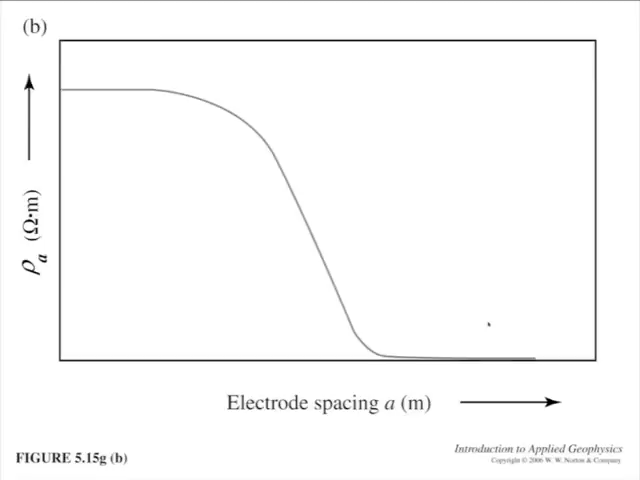 (b)
ρa (Ω•m)
Electrode spacing a (m)
FIGURE 5.15g (b)
Introduction to Applied Geophysics
Copyright © 2006 W. W. Norton & Company